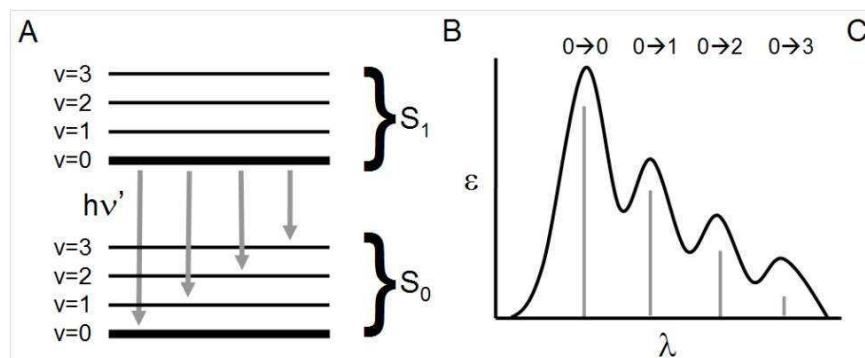 A
v=3
v=2
v=1
v=0
S₁
hν’
v=3
v=2
v=1
v=0
S₀
B
0→0 0→1 0→2 0→3
ε
λ
C